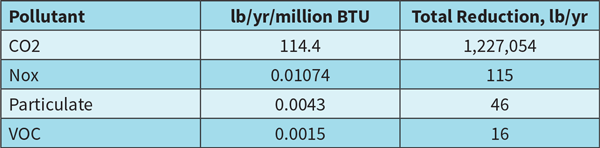 Pollutant lb/yr/million BTU Total Reduction, lb/yr
CO2 114.4 1,227,054
Nox 0.01074 115
Particulate 0.0043 46
VOC 0.0015 16